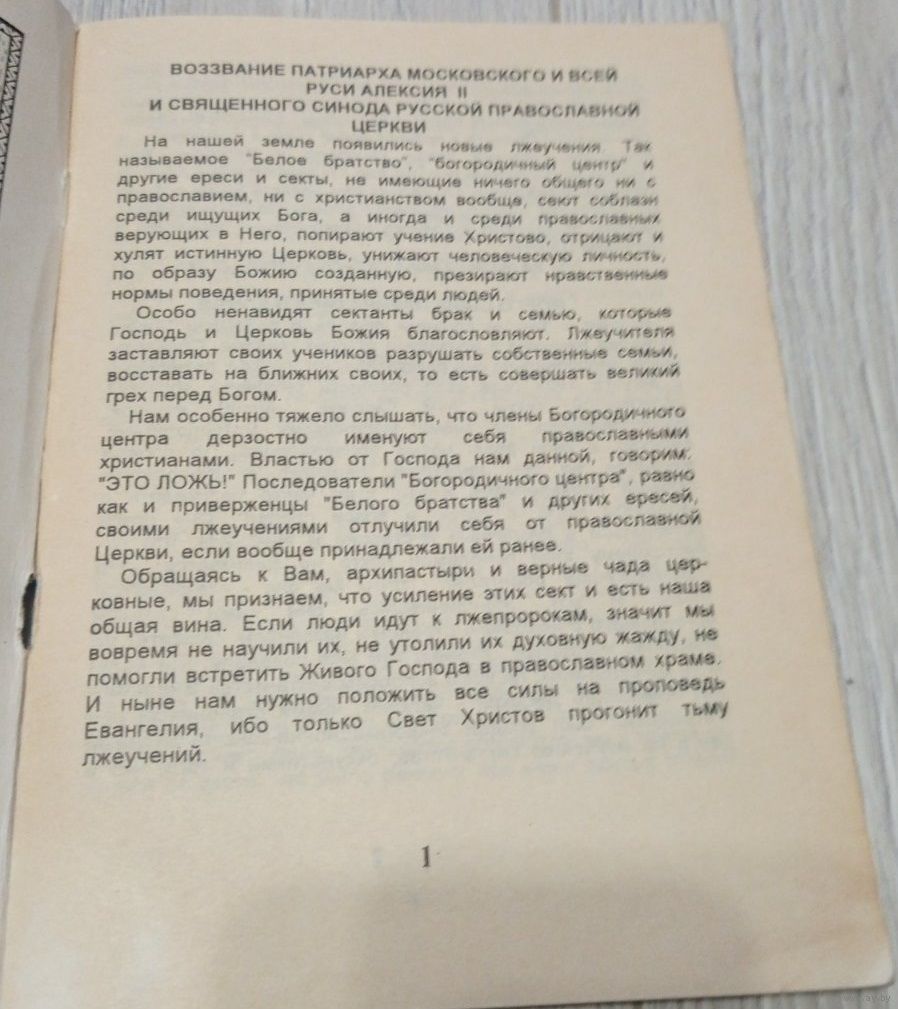 ВОЗЗВАНИЕ ПАТРИАРХА МОСКОВСКОГО И ВСЕЙ
РУСИ АЛЕКСИЯ II
И СВЯЩЕННОГО СИНОДА РУССКОЙ ПРАВОСЛАВНОЙ
ЦЕРКВИ
На нашей земле появились новые лжеучения. Так
называемое "Белое братство", "богородичный центр" и
другие ереси и секты, не имеющие ничего общего ни с
православием, ни с христианством вообще, сеют соблазн
среди ищущих Бога, а иногда и среди православных
верующих в Него, попирают учение Христово, отрицают и
хулят истинную Церковь, унижают человеческую личность,
по образу Божию созданную, презирают нравственные
нормы поведения, принятые среди людей.
Особо ненавидят сектанты брак и семью, которые
Господь и Церковь Божия благословляют. Лжеучителя
заставляют своих учеников разрушать собственные семьи,
восставать на ближних своих, то есть совершать великий
грех перед Богом.
Нам особенно тяжело слышать, что члены Богородичного
центра дерзостно именуют себя православными
христианами. Властью от Господа нам данной, говорим:
"ЭТО ЛОЖЬ!" Последователи "Богородичного центра", равно
как и приверженцы "Белого братства" и других ересей,
своими лжеучениями отлучили себя от православной
Церкви, если вообще принадлежали ей ранее.
Обращаясь к Вам, архипастыри и верные чада цер-
ковные, мы признаем, что усиление этих сект и есть наша
общая вина. Если люди идут к лжепророкам, значит мы
вовремя не научили их, не утолили их духовную жажду, не
помогли встретить Живого Господа в православном храме.
И ныне нам нужно положить все силы на проповедь
Евангелия, ибо только Свет Христов прогонит тьму
лжеучений.
1